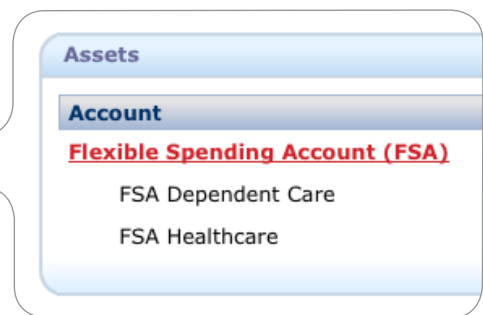 Assets
Account
Flexible Spending Account (FSA)
FSA Dependent Care
FSA Healthcare